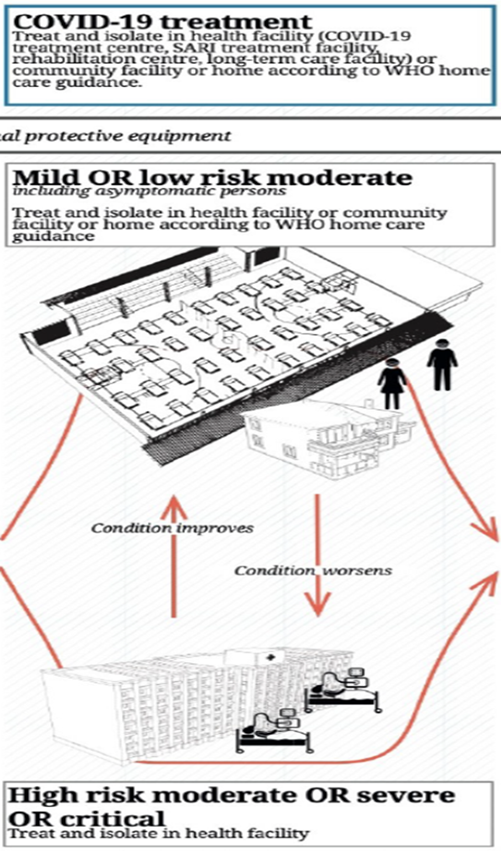 COVID-19 treatment
Treat and isolate in health facility (COVID-19
treatment centre, SARI treatment facility,
rehabilitation centre, long-term care facility) or
community facility or home according to WHO home
care guidance.
al protective equipment
Mild OR low risk moderate
including asymptomatic persons
Treat and isolate in health facility or community
facility or home according to WHO home care
guidance
Condition improves
Condition worsens
High risk moderate OR severe
OR critical
Treat and isolate in health facility